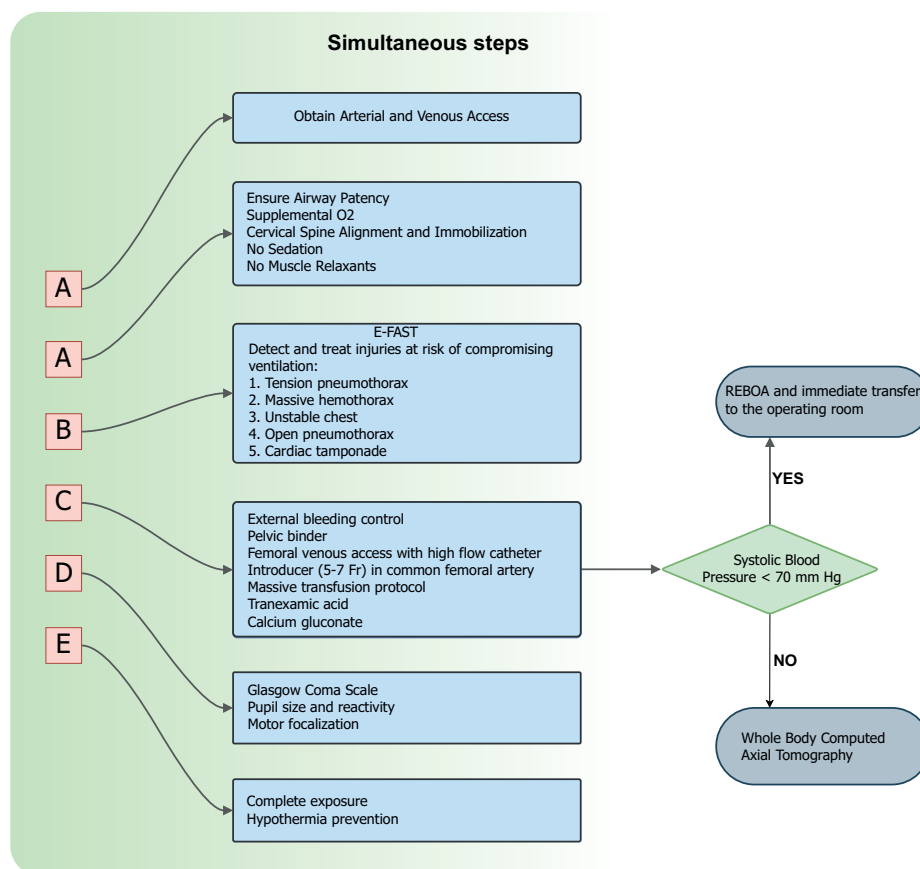 Simultaneous steps
A
Obtain Arterial and Venous Access
A
Ensure Airway Patency
Supplemental O2
Cervical Spine Alignment and Immobilization
No Sedation
No Muscle Relaxants
B
E-FAST
Detect and treat injuries at risk of compromising
ventilation:
1. Tension pneumothorax
2. Massive hemothorax
3. Unstable chest
4. Open pneumothorax
5. Cardiac tamponade
C
External bleeding control
Pelvic binder
Femoral venous access with high flow catheter
Introducer (5-7 Fr) in common femoral artery
Massive transfusion protocol
Tranexamic acid
Calcium gluconate
D
Glasgow Coma Scale
Pupil size and reactivity
Motor focalization
E
Complete exposure
Hypothermia prevention
Systolic Blood
Pressure < 70 mm Hg
YES
REBOA and immediate transfer
to the operating room
NO
Whole Body Computed
Axial Tomography